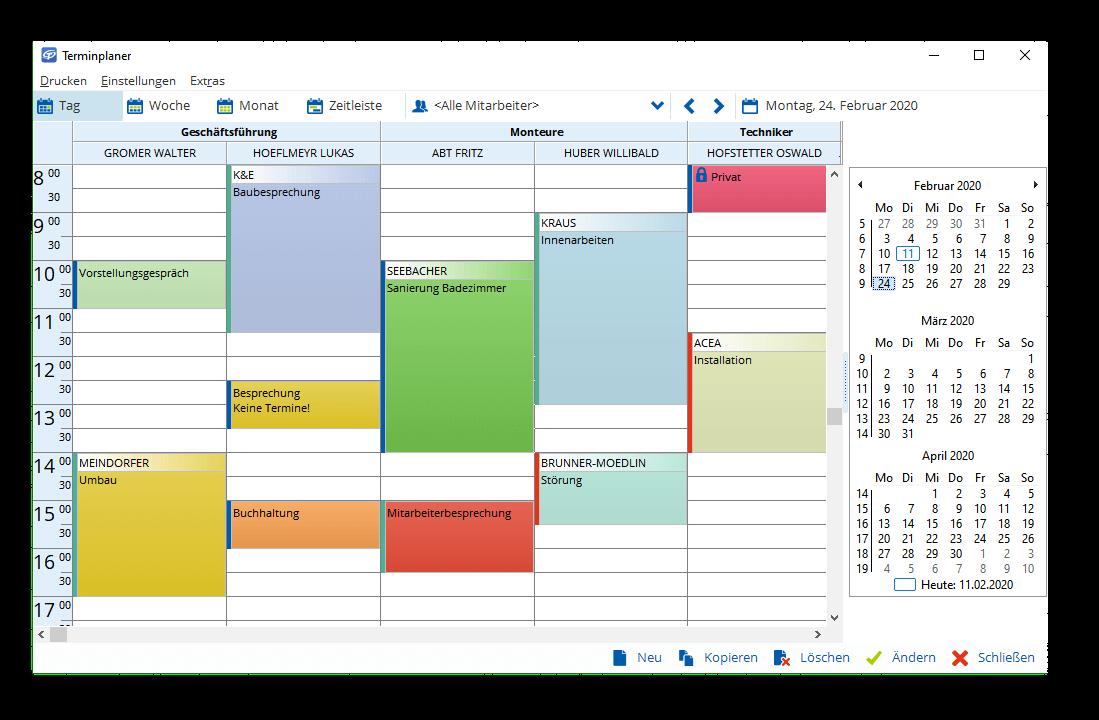 Terminplaner
Drucken Einstellungen Extras
Tag Woche Monat Zeitleiste <Alle Mitarbeiter> Montag, 24. Februar 2020
Geschäftsführung Monteure Techniker
GROMER WALTER HOEFLMEYR LUKAS ABT FRITZ HUBER WILLIBALD HOFSTETTER OSWALD
8 00
30
9 00
30
10 00
30
11 00
30
12 00
30
13 00
30
14 00
30
15 00
30
16 00
30
17 00
Vorstellungsgespräch
MEINDORFER
Umbau
K&E
Baubesprechung
Besprechung
Keine Termine!
Buchhaltung
SEEBACHER
Sanierung Badezimmer
Mitarbeiterbesprechung
KRAUS
Innenarbeiten
BRUNNER-MOEDLIN
Störung
Privat
ACEA
Installation
Februar 2020
Mo Di Mi Do Fr Sa So
5 27 28 29 30 31 1 2
6 3 4 5 6 7 8 9
7 10 11 12 13 14 15 16
8 17 18 19 20 21 22 23
9 24 25 26 27 28 29
März 2020
Mo Di Mi Do Fr Sa So
9 1
10 2 3 4 5 6 7 8
11 9 10 11 12 13 14 15
12 16 17 18 19 20 21 22
13 23 24 25 26 27 28 29
14 30 31
April 2020
Mo Di Mi Do Fr Sa So
14 1 2 3 4 5
15 6 7 8 9 10 11 12
16 13 14 15 16 17 18 19
17 20 21 22 23 24 25 26
18 27 28 29 30 1 2 3
19 4 5 6 7 8 9 10
Heute: 11.02.2020
Neu Kopieren Löschen Ändern Schließen